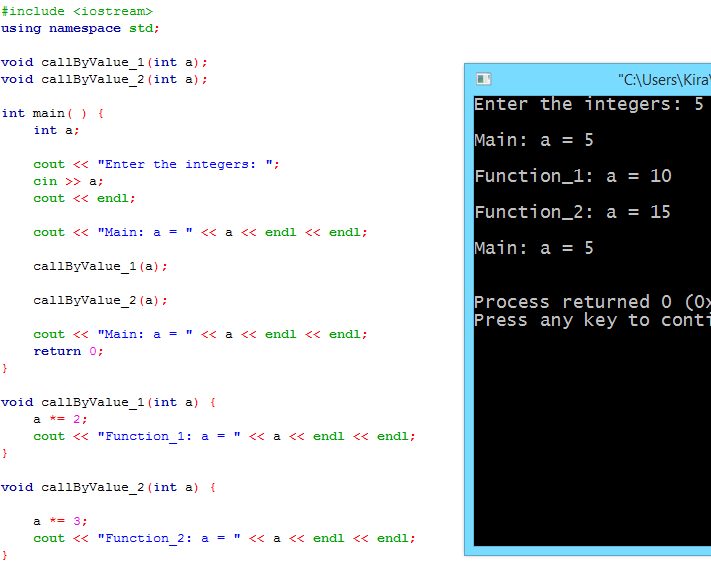 #include <iostream>
using namespace std;
void callByValue_1(int a);
void callByValue_2(int a);
int main( ) {
    int a;
    cout << "Enter the integers: ";
    cin >> a;
    cout << endl;
    cout << "Main: a = " << a << endl << endl;
    callByValue_1(a);
    callByValue_2(a);
    cout << "Main: a = " << a << endl << endl;
    return 0;
}
void callByValue_1(int a) {
    a *= 2;
    cout << "Function_1: a = " << a << endl << endl;
}
void callByValue_2(int a) {
    a *= 3;
    cout << "Function_2: a = " << a << endl << endl;
}
"C:\Users\Kira\
Enter the integers: 5
Main: a = 5
Function_1: a = 10
Function_2: a = 15
Main: a = 5
Process returned 0 (0x
Press any key to conti